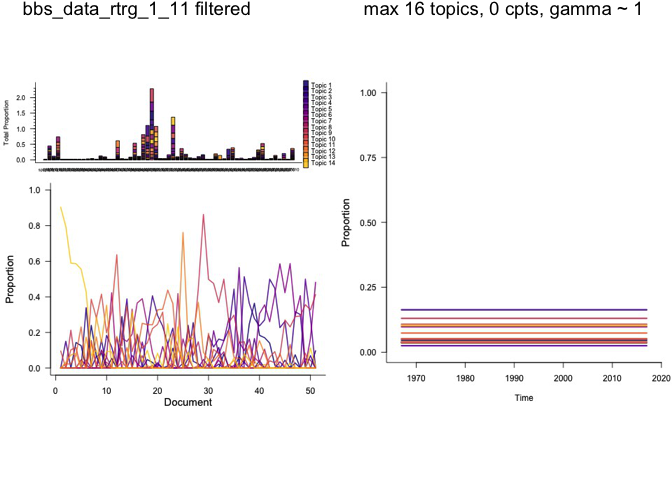 bbs_data_rtrg_1_11 filtered
max 16 topics, 0 cpts, gamma ~ 1
Total Proportion
2.0
1.5
1.0
0.5
0.0
Topic 1
Topic 2
Topic 3
Topic 4
Topic 5
Topic 6
Topic 7
Topic 8
Topic 9
Topic 10
Topic 11
Topic 12
Topic 13
Topic 14
Proportion
1.0
0.8
0.6
0.4
0.2
0.0
0
10
20
30
40
50
Document
Proportion
1.00
0.75
0.50
0.25
0.00
1970
1980
1990
2000
2010
2020
Time